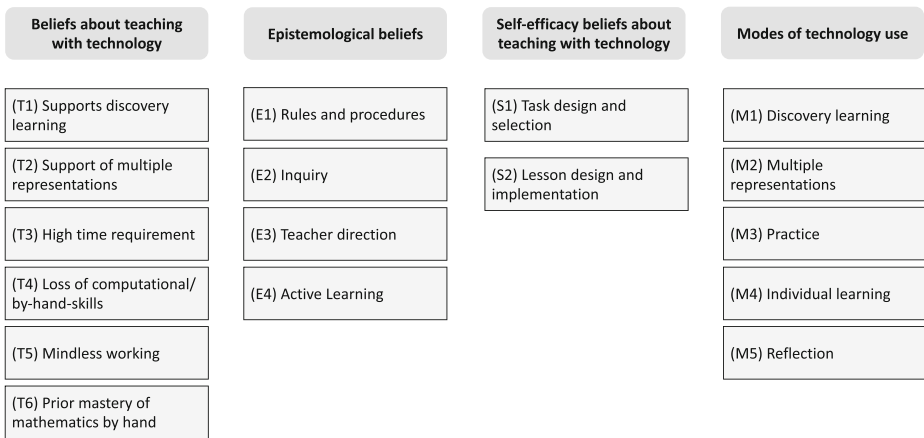 Beliefs about teaching
with technology
(T1) Supports discovery
learning
(T2) Support of multiple
representations
(T3) High time requirement
(T4) Loss of computational/
by-hand-skills
(T5) Mindless working
(T6) Prior mastery of
mathematics by hand
Epistemological beliefs
(E1) Rules and procedures
(E2) Inquiry
(E3) Teacher direction
(E4) Active Learning
Self-efficacy beliefs about
teaching with technology
(S1) Task design and
selection
(S2) Lesson design and
implementation
Modes of technology use
(M1) Discovery learning
(M2) Multiple
representations
(M3) Practice
(M4) Individual learning
(M5) Reflection